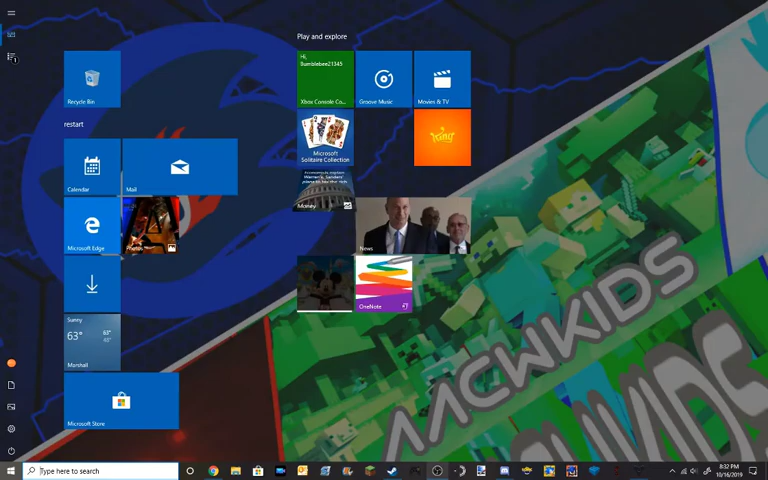 Play and explore
Hi,
Bumblebee21345
Recycle Bin
Xbox Console Co...
Groove Music
Movies & TV
restart
King
Microsoft
Solitaire Collection
Calendar
Mail
Money
Microsoft Edge
Photos
News
OneNote
Sunny
63°
63°
Marshall
Microsoft Store
AACWKIDS
Type here to search
8:32 PM
10/16/2019